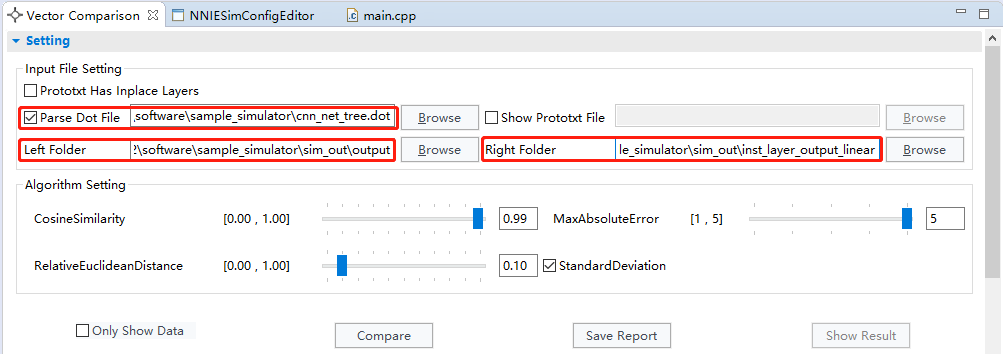 Vector Comparison NNIESimConfigEditor main.cpp
Setting
Input File Setting
Prototxt Has Inplace Layers
Parse Dot File .software\sample_simulator\cnn_net_tree.dot Browse Show Prototxt File Browse
Left Folder ?\software\sample_simulator\sim_out\output Browse Right Folder le_simulator\sim_out\inst_layer_output_linear Browse
Algorithm Setting
CosineSimilarity [0.00 , 1.00] 0.99 MaxAbsoluteError [1 , 5] 5
RelativeEuclideanDistance [0.00 , 1.00] 0.10 StandardDeviation
Only Show Data Compare Save Report Show Result